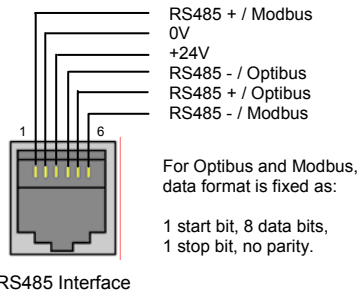 RS485 + / Modbus
0V
+24V
RS485 - / Optibus
RS485 + / Optibus
RS485 - / Modbus
1 6
For Optibus and Modbus,
data format is fixed as:
1 start bit, 8 data bits,
1 stop bit, no parity.
RS485 Interface